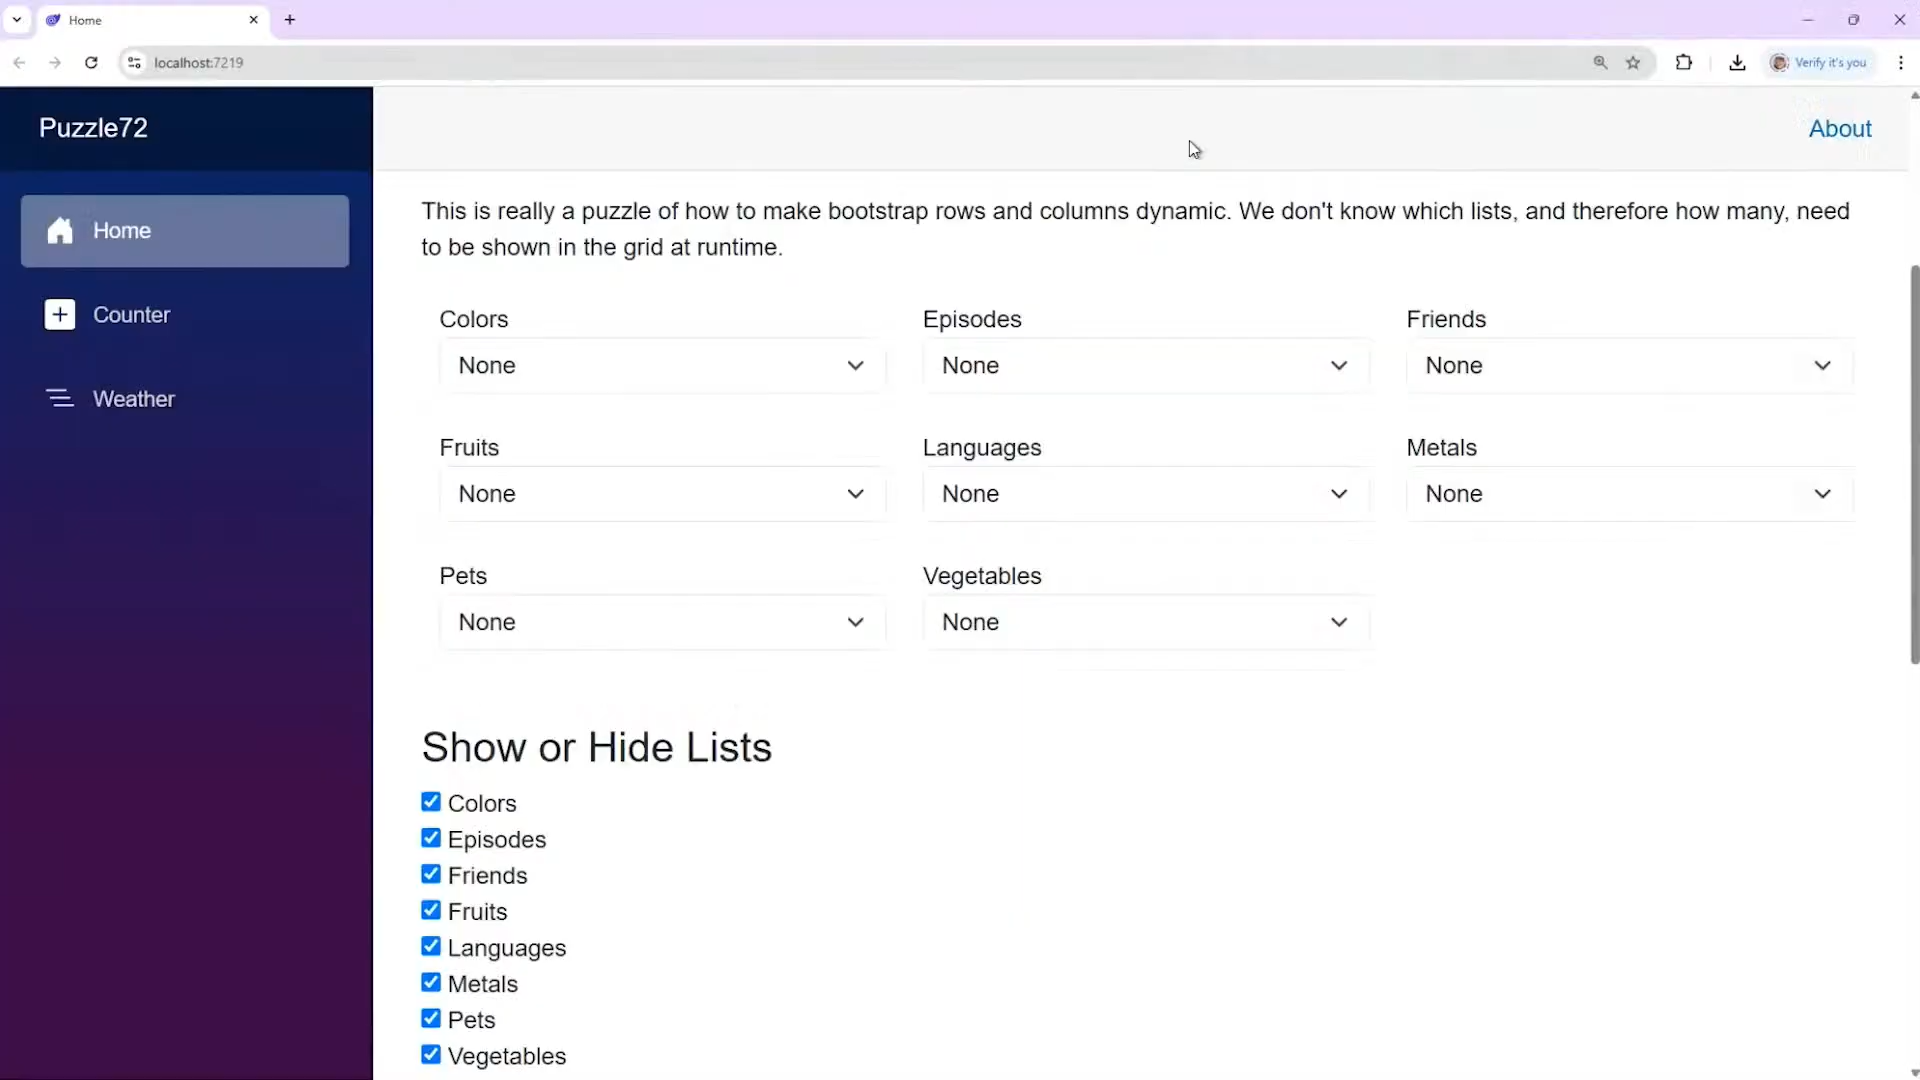 Home
localhost:7219
Verify it's you
Puzzle72
About
Home
Counter
Weather
This is really a puzzle of how to make bootstrap rows and columns dynamic. We don't know which lists, and therefore how many, need
to be shown in the grid at runtime.
Colors Episodes Friends
None None None
Fruits Languages Metals
None None None
Pets Vegetables
None None
Show or Hide Lists
Colors
Episodes
Friends
Fruits
Languages
Metals
Pets
Vegetables